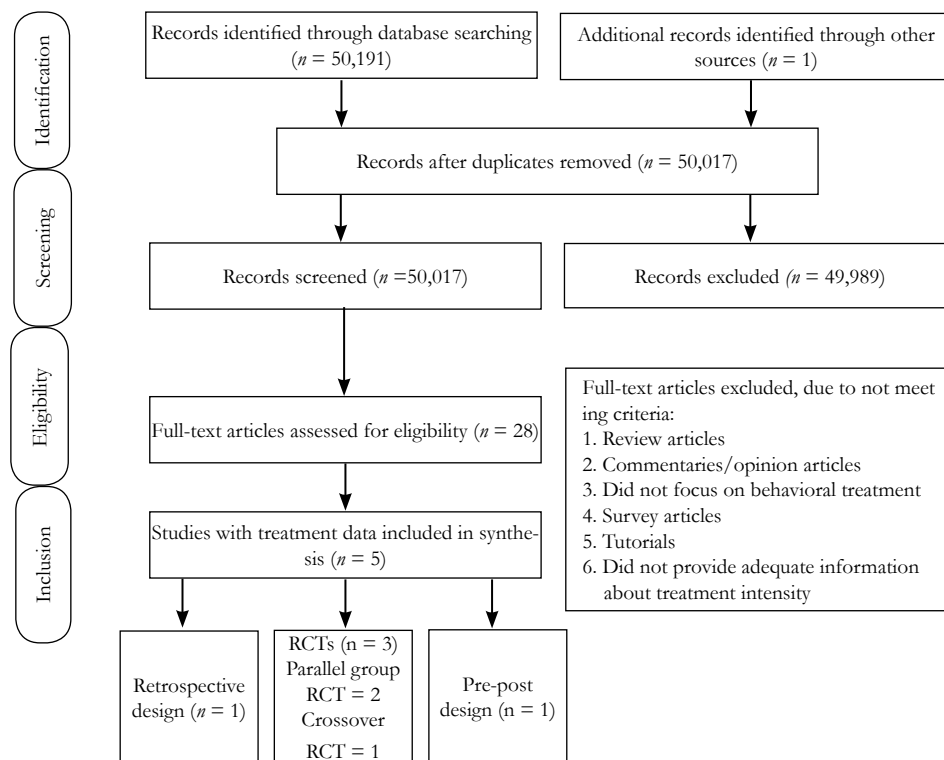 Identification
Records identified through database searching
(n = 50,191)
Additional records identified through other
sources (n = 1)
Records after duplicates removed (n = 50,017)
Screening
Records screened (n =50,017)
Records excluded (n = 49,989)
Eligibility
Full-text articles assessed for eligibility (n = 28)
Full-text articles excluded, due to not meet
ing criteria:
1. Review articles
2. Commentaries/opinion articles
3. Did not focus on behavioral treatment
4. Survey articles
5. Tutorials
6. Did not provide adequate information
about treatment intensity
Inclusion
Studies with treatment data included in synthe-
sis (n = 5)
Retrospective
design (n = 1)
RCTs (n = 3)
Parallel group
RCT = 2
Crossover
RCT = 1
Pre-post
design (n = 1)